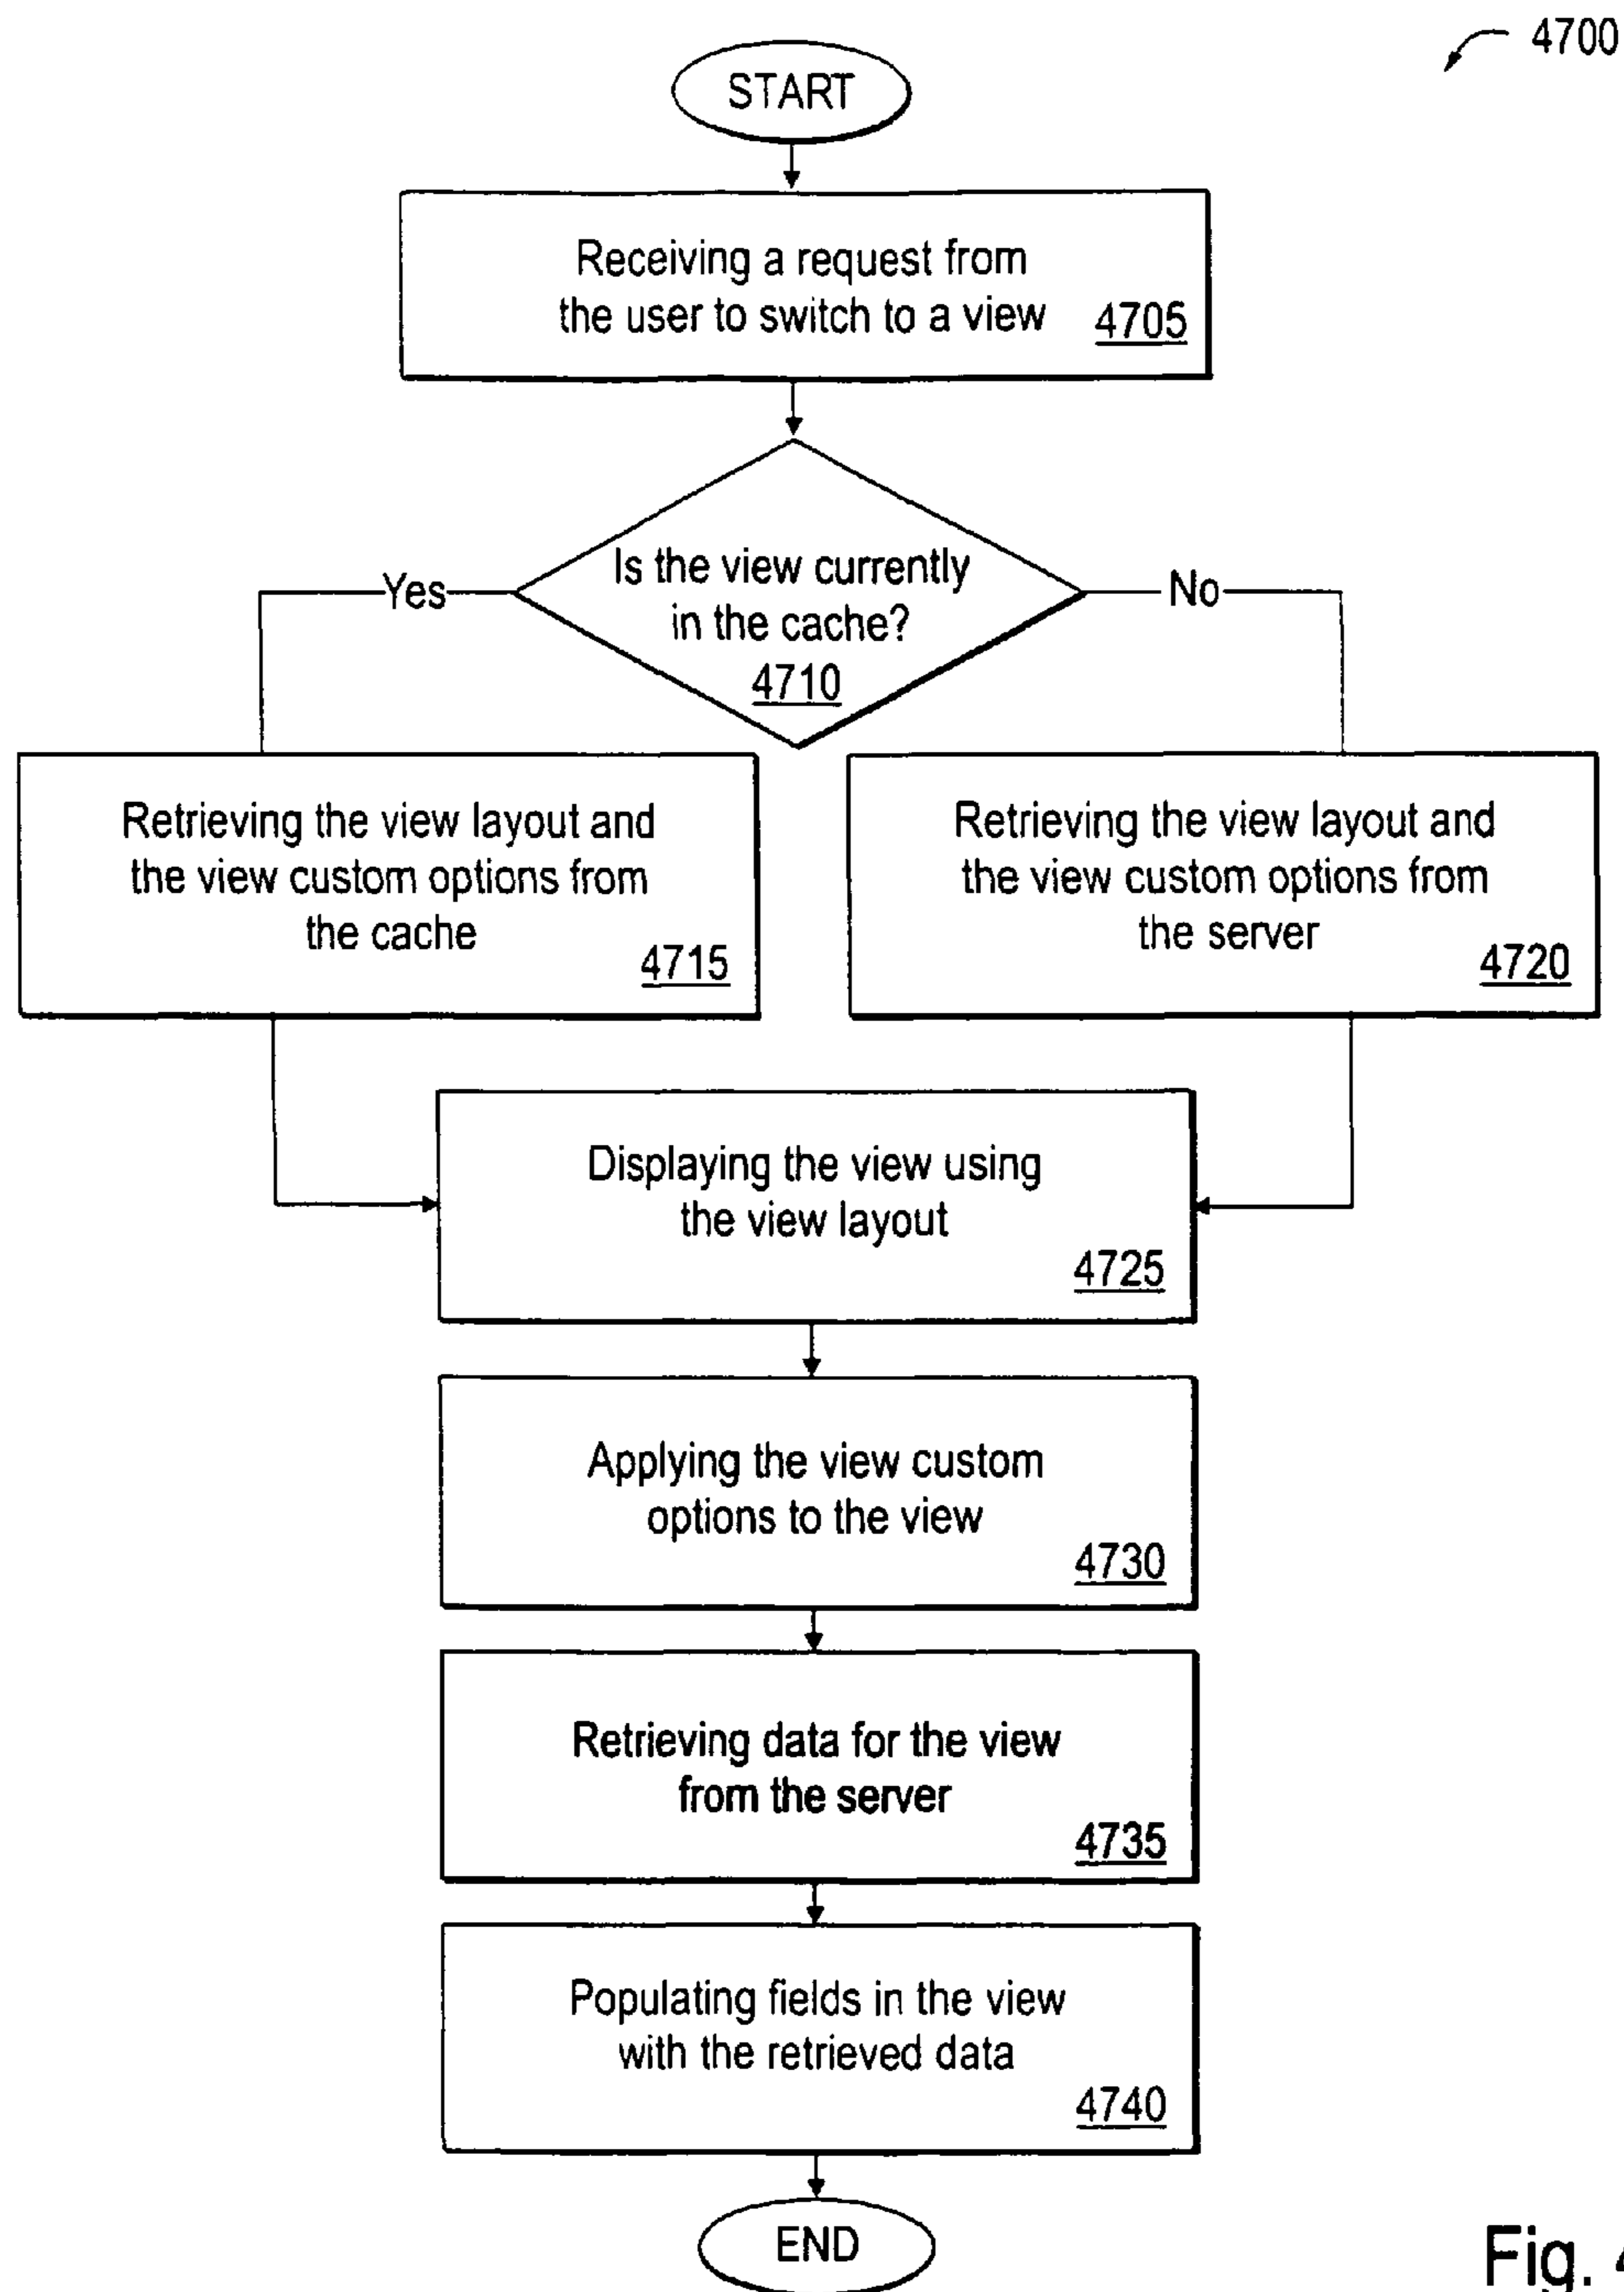 4700
START
Receiving a request from
the user to switch to a view
4705
Is the view currently
in the cache?
4710
Yes
No
Retrieving the view layout and
the view custom options from
the cache
4715
Retrieving the view layout and
the view custom options from
the server
4720
Displaying the view using
the view layout
4725
Applying the view custom
options to the view
4730
Retrieving data for the view
from the server
4735
Populating fields in the view
with the retrieved data
4740
END
Fig.